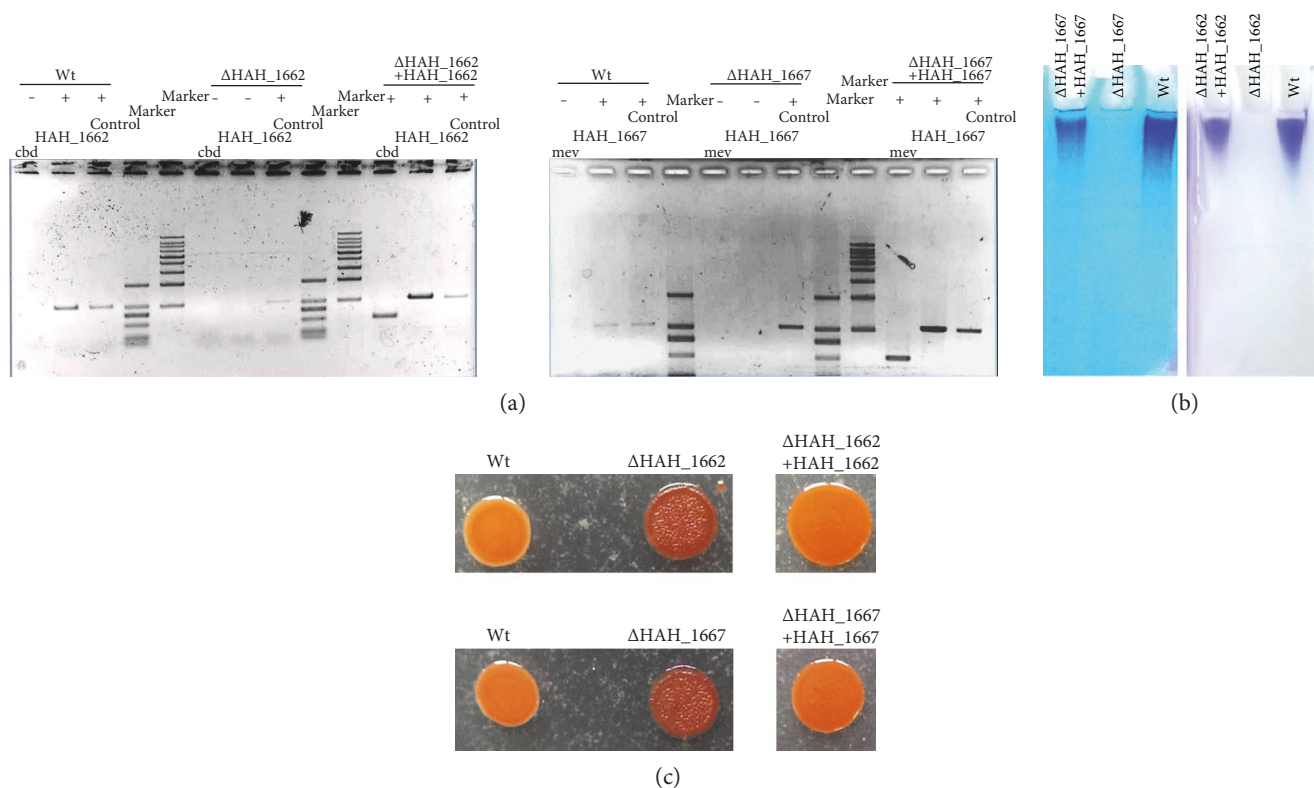 Wt
ΔHAH_1662
ΔHAH_1662
+HAH_1662
- + +
Marker
Marker
- - +
Marker
Marker
+ + +
Control
Control
Control
HAH_1662
HAH_1662
HAH_1662
cbd
cbd
cbd
Wt
ΔHAH_1667
ΔHAH_1667
+HAH_1667
- + +
Marker
- - +
Marker
Marker
+ + +
Control
Control
Control
HAH_1667
HAH_1667
HAH_1667
mev
mev
mev
(a)
ΔHAH_1667
+HAH_1667
ΔHAH_1667
Wt
ΔHAH_1662
+HAH_1662
ΔHAH_1662
Wt
(b)
Wt
ΔHAH_1662
ΔHAH_1662
+HAH_1662
Wt
ΔHAH_1667
ΔHAH_1667
+HAH_1667
(c)